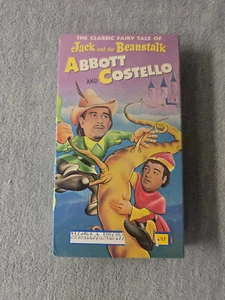 THE CLASSIC FAIRY TALE OF
Jack and the Beanstalk
ABBOTT
AND COSTELLO